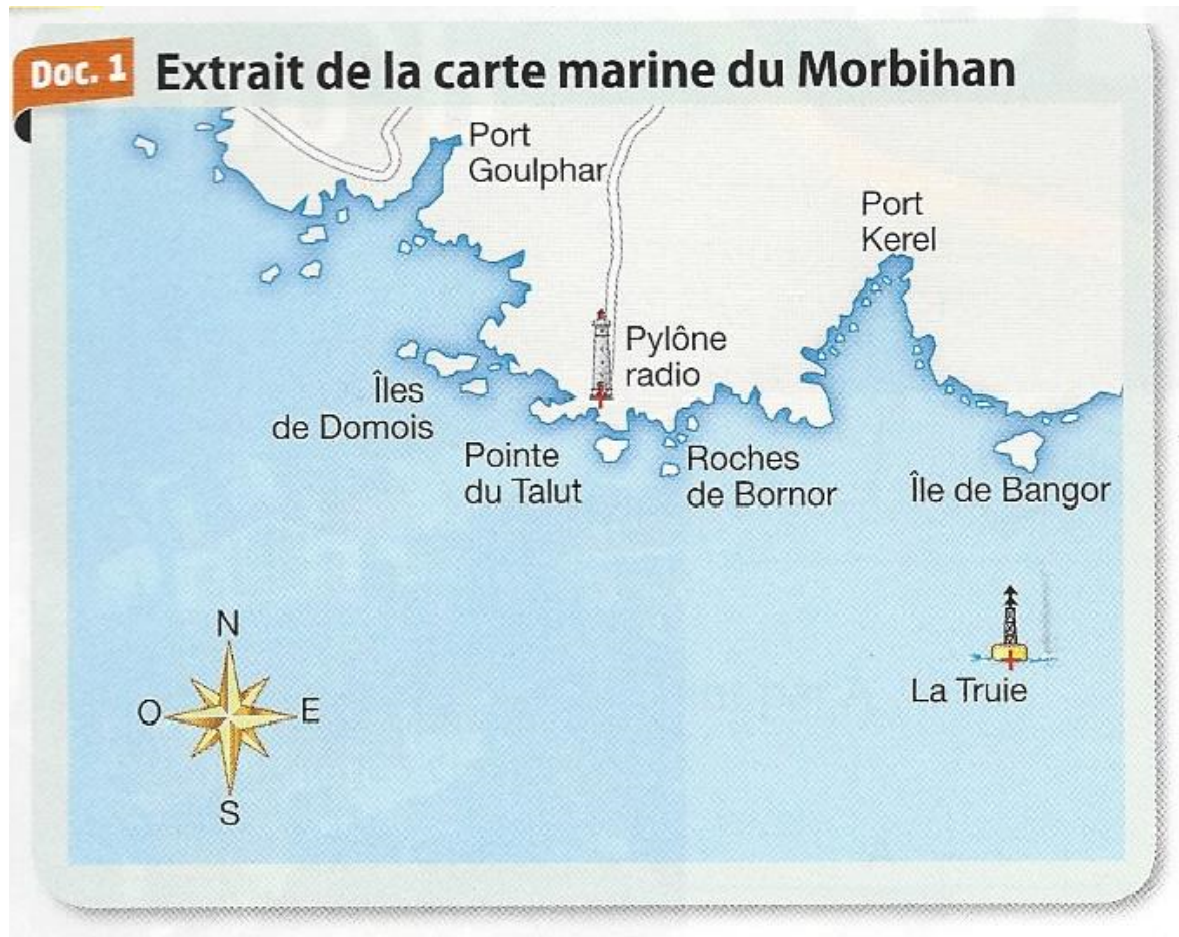 Doc. 1 Extrait de la carte marine du Morbihan
Port
Goulphar
Port
Kerel
Pylône
radio
Îles
de Domois
Pointe
du Talut
Roches
de Bornor
Île de Bangor
La Truie
N
O
E
S